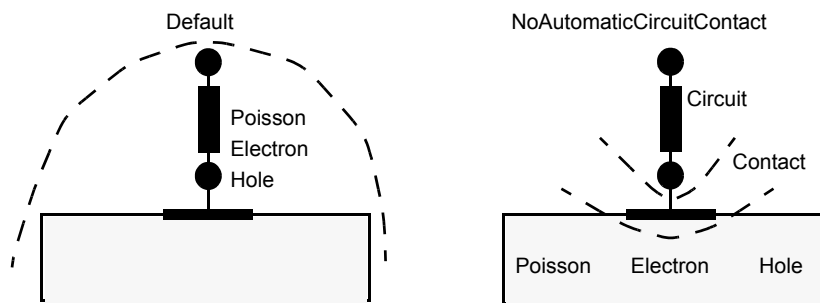 Default
Poisson
Electron
Hole
NoAutomaticCircuitContact
Circuit
Contact
Poisson Electron Hole